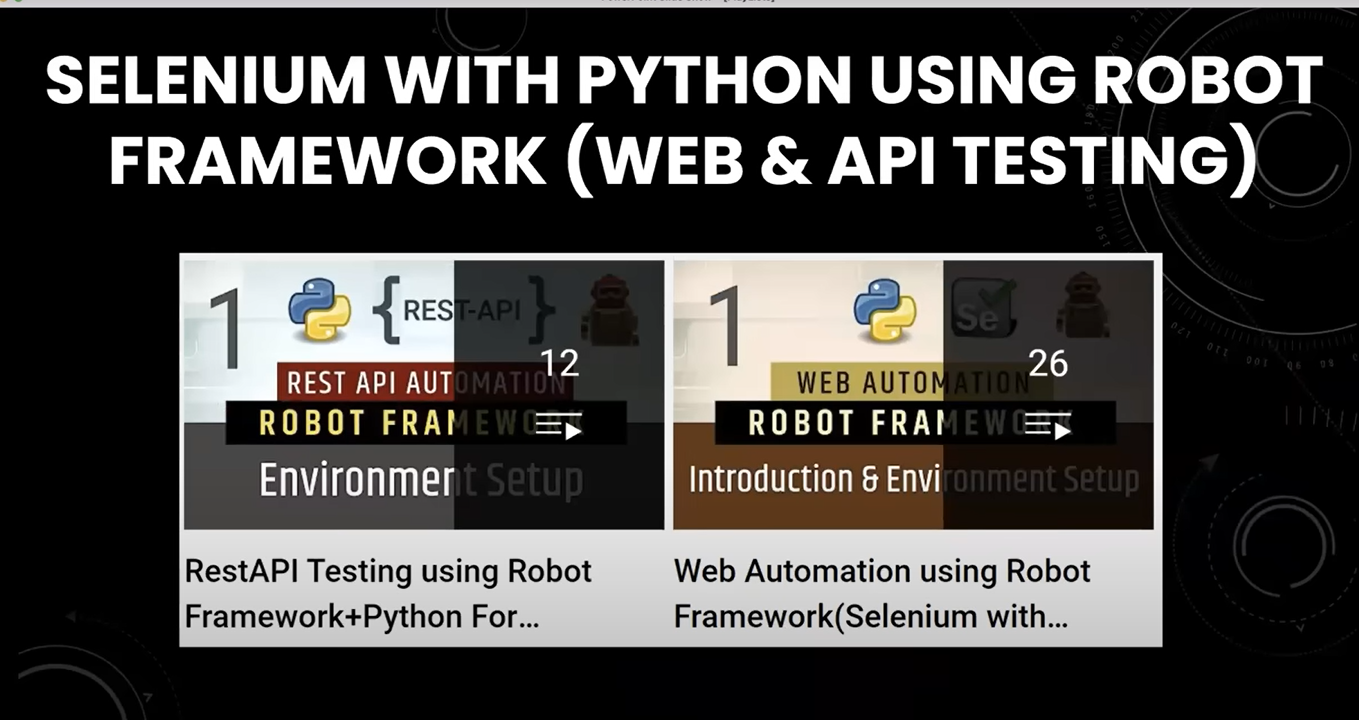 SELENIUM WITH PYTHON USING ROBOT
FRAMEWORK (WEB & API TESTING)
1
{REST-API}
12
REST API AUTOMATION
ROBOT FRAMEWORK
Environment Setup
RestAPI Testing using Robot
Framework+Python For...
1
Se
26
WEB AUTOMATION
ROBOT FRAMEWORK
Introduction & Environment Setup
Web Automation using Robot
Framework(Selenium with...